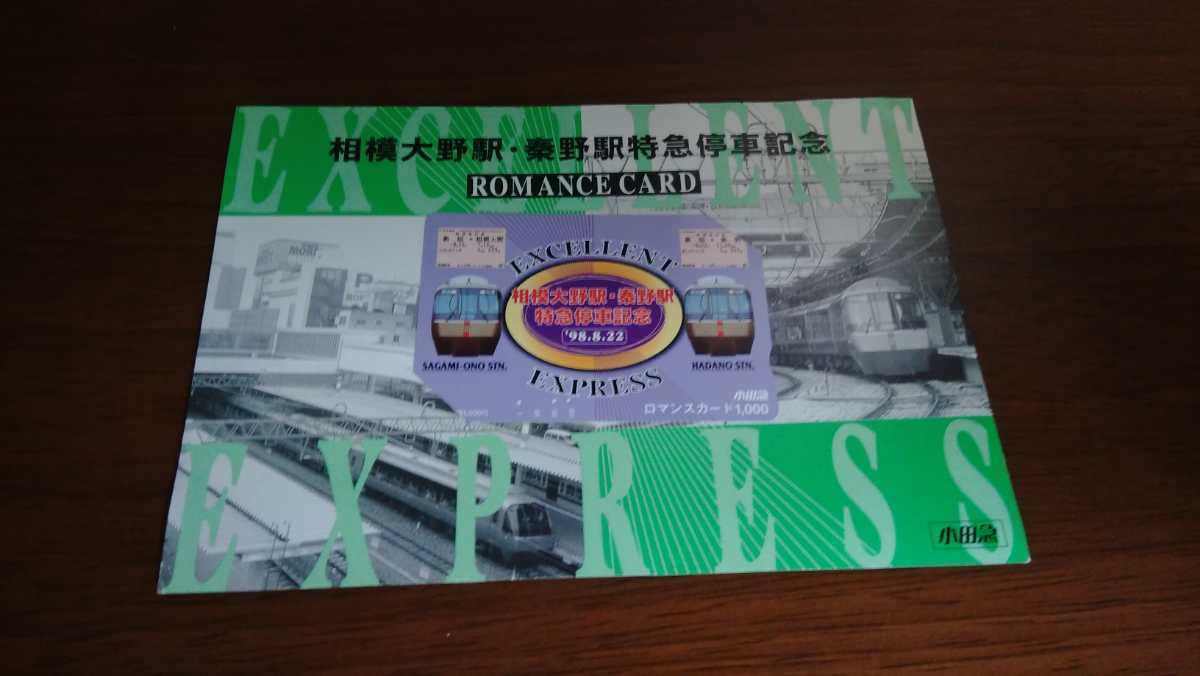 EXCELLENT
相模大野駅・秦野駅特急停車記念
ROMANCE CARD
MORE
EXCELLENT
相模大野駅・秦野駅
特急停車記念
'98.8.22
SAGAMI-ONO STN.
HADANO STN.
EXPRESS
小田急
ロマンスカード1,000
EXPRESS
小田急